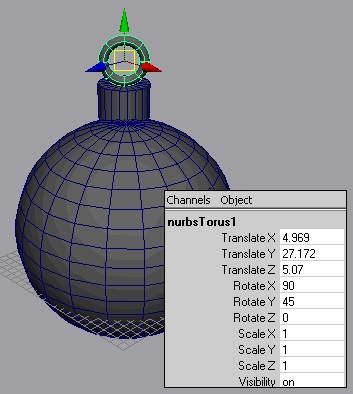 Channels Object
nurbsTorus1
Translate X 4.969
Translate Y 27.172
Translate Z 5.07
Rotate X 90
Rotate Y 45
Rotate Z 0
Scale X 1
Scale Y 1
Scale Z 1
Visibility on